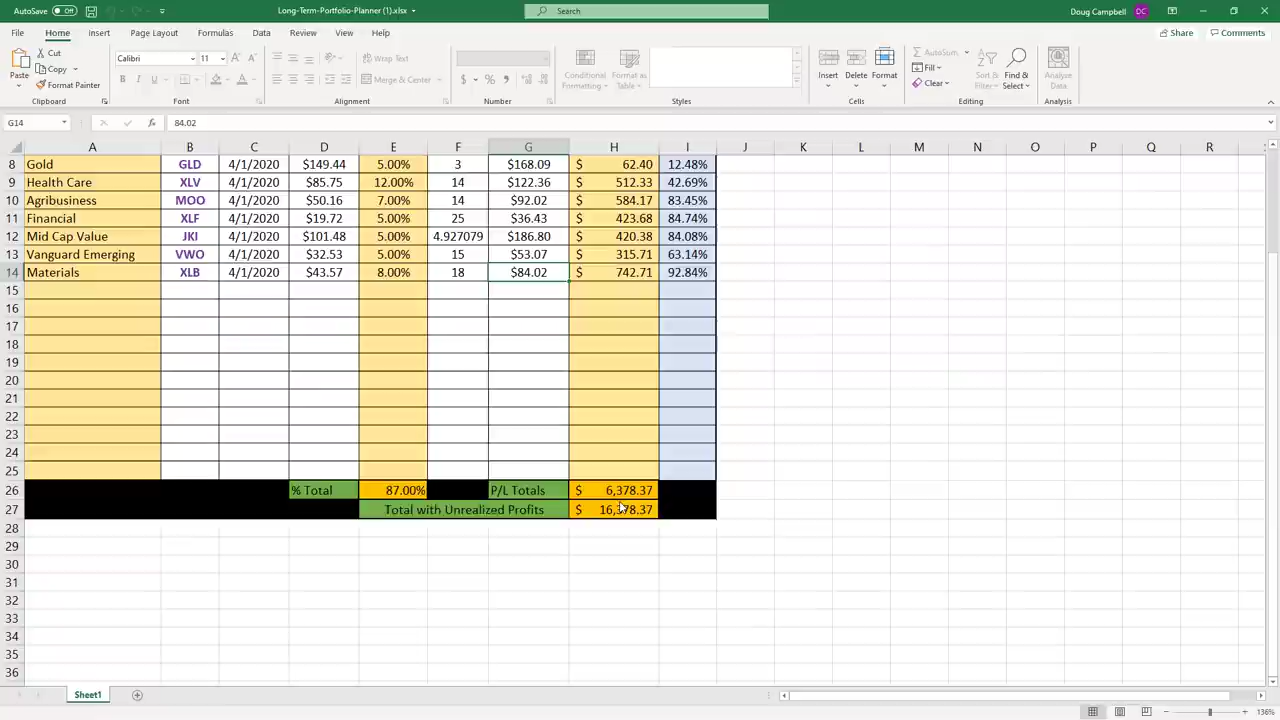 AutoSave Off Long-Term-Portfolio-Planner (1).xlsx Search Doug Campbell DC
File Home Insert Page Layout Formulas Data Review View Help Share Comments
Paste Cut Copy Format Painter Clipboard
Calibri 11 B I U A A A Font
Wrap Text Merge & Center Alignment
$ % Number
Conditional Formatting Format as Table Styles
Insert Delete Format Cells
AutoSum Fill Clear Sort & Filter Find & Select Editing
Analyse Data Analysis
G14 fx 84.02
A B C D E F G H I J K L M N O P Q R
8 Gold GLD 4/1/2020 $149.44 5.00% 3 $168.09 $ 62.40 12.48%
9 Health Care XLV 4/1/2020 $85.75 12.00% 14 $122.36 $ 512.33 42.69%
10 Agribusiness MOO 4/1/2020 $50.16 7.00% 14 $92.02 $ 584.17 83.45%
11 Financial XLF 4/1/2020 $19.72 5.00% 25 $36.43 $ 423.68 84.74%
12 Mid Cap Value JKI 4/1/2020 $101.48 5.00% 4.927079 $186.80 $ 420.38 84.08%
13 Vanguard Emerging VWO 4/1/2020 $32.53 5.00% 15 $53.07 $ 315.71 63.14%
14 Materials XLB 4/1/2020 $43.57 8.00% 18 $84.02 $ 742.71 92.84%
15
16
17
18
19
20
21
22
23
24
25
26 % Total 87.00% P/L Totals $ 6,378.37
27 Total with Unrealized Profits $ 16,378.37
28
29
30
31
32
33
34
35
36
Sheet1
136%